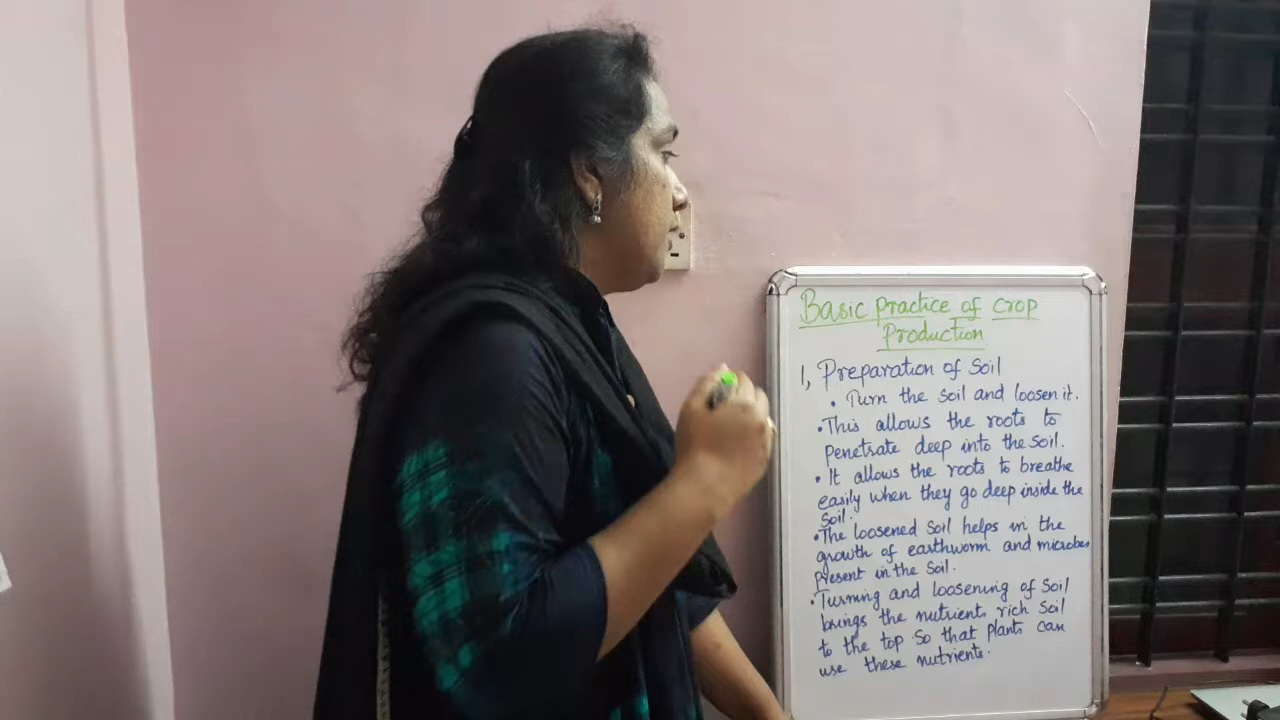 Basic Practice of Crop
Production
1, Preparation of Soil
• Turn the soil and loosen it.
• This allows the roots to
penetrate deep into the soil.
• It allows the roots to breathe
easily when they go deep inside the
Soil.
• The loosened soil helps in the
growth of earthworm and microbes
present in the soil.
• Turning and loosening of soil
brings the nutrients rich soil
to the top so that plants can
use these nutrients.